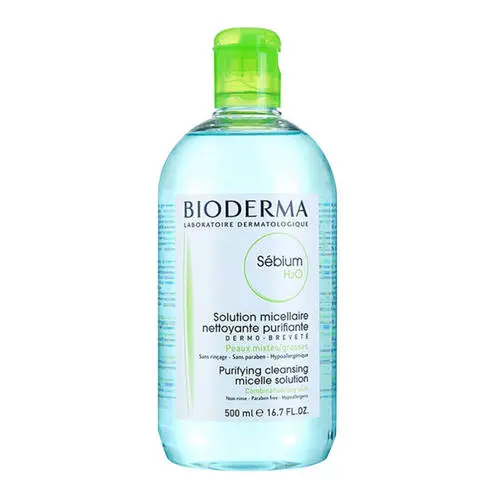 BIODERMA
LABORATOIRE DERMATOLOGIQUE
Sébium
H₂O
Solution micellaire
nettoyante purifiante
DERMO-BREVETÉ
Peaux mixtes/grasses
Sans rinçage - Sans paraben - Hypoallergénique
Purifying cleansing
micelle solution
Combination/oily skin
Non-rinse - Paraben free - Hypoallergenic
500 ml ℮ 16.7 FL.OZ.